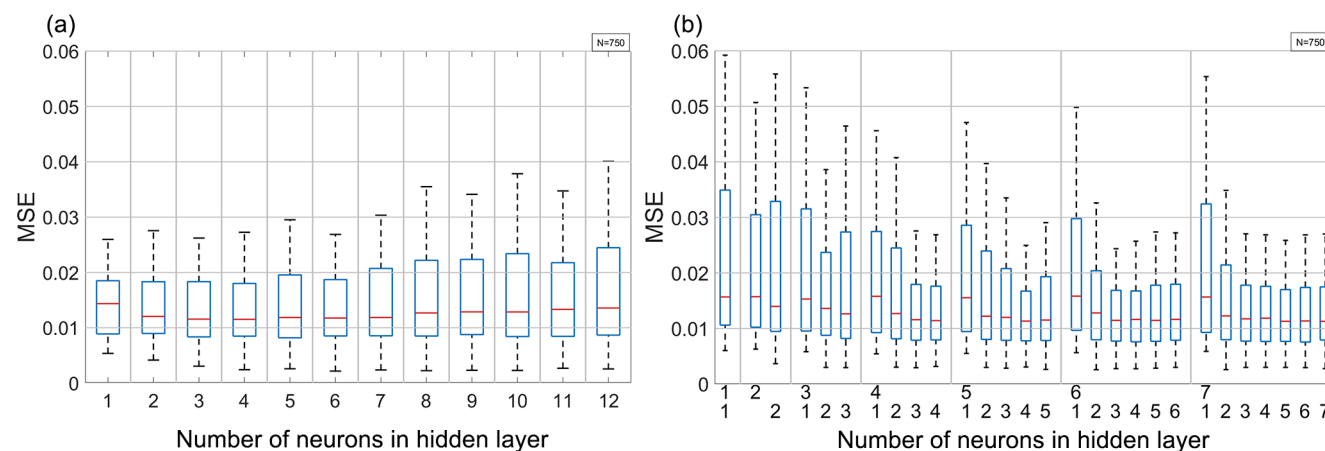 (a)
N=750
0.06
0.05
0.04
0.03
0.02
0.01
0
MSE
1 2 3 4 5 6 7 8 9 10 11 12
Number of neurons in hidden layer
(b)
N=750
0.06
0.05
0.04
0.03
0.02
0.01
0
MSE
1 2 3 4 5 6 7
1 2 1 2 3 1 2 3 4 1 2 3 4 5 1 2 3 4 5 6 1 2 3 4 5 6 7
Number of neurons in hidden layer